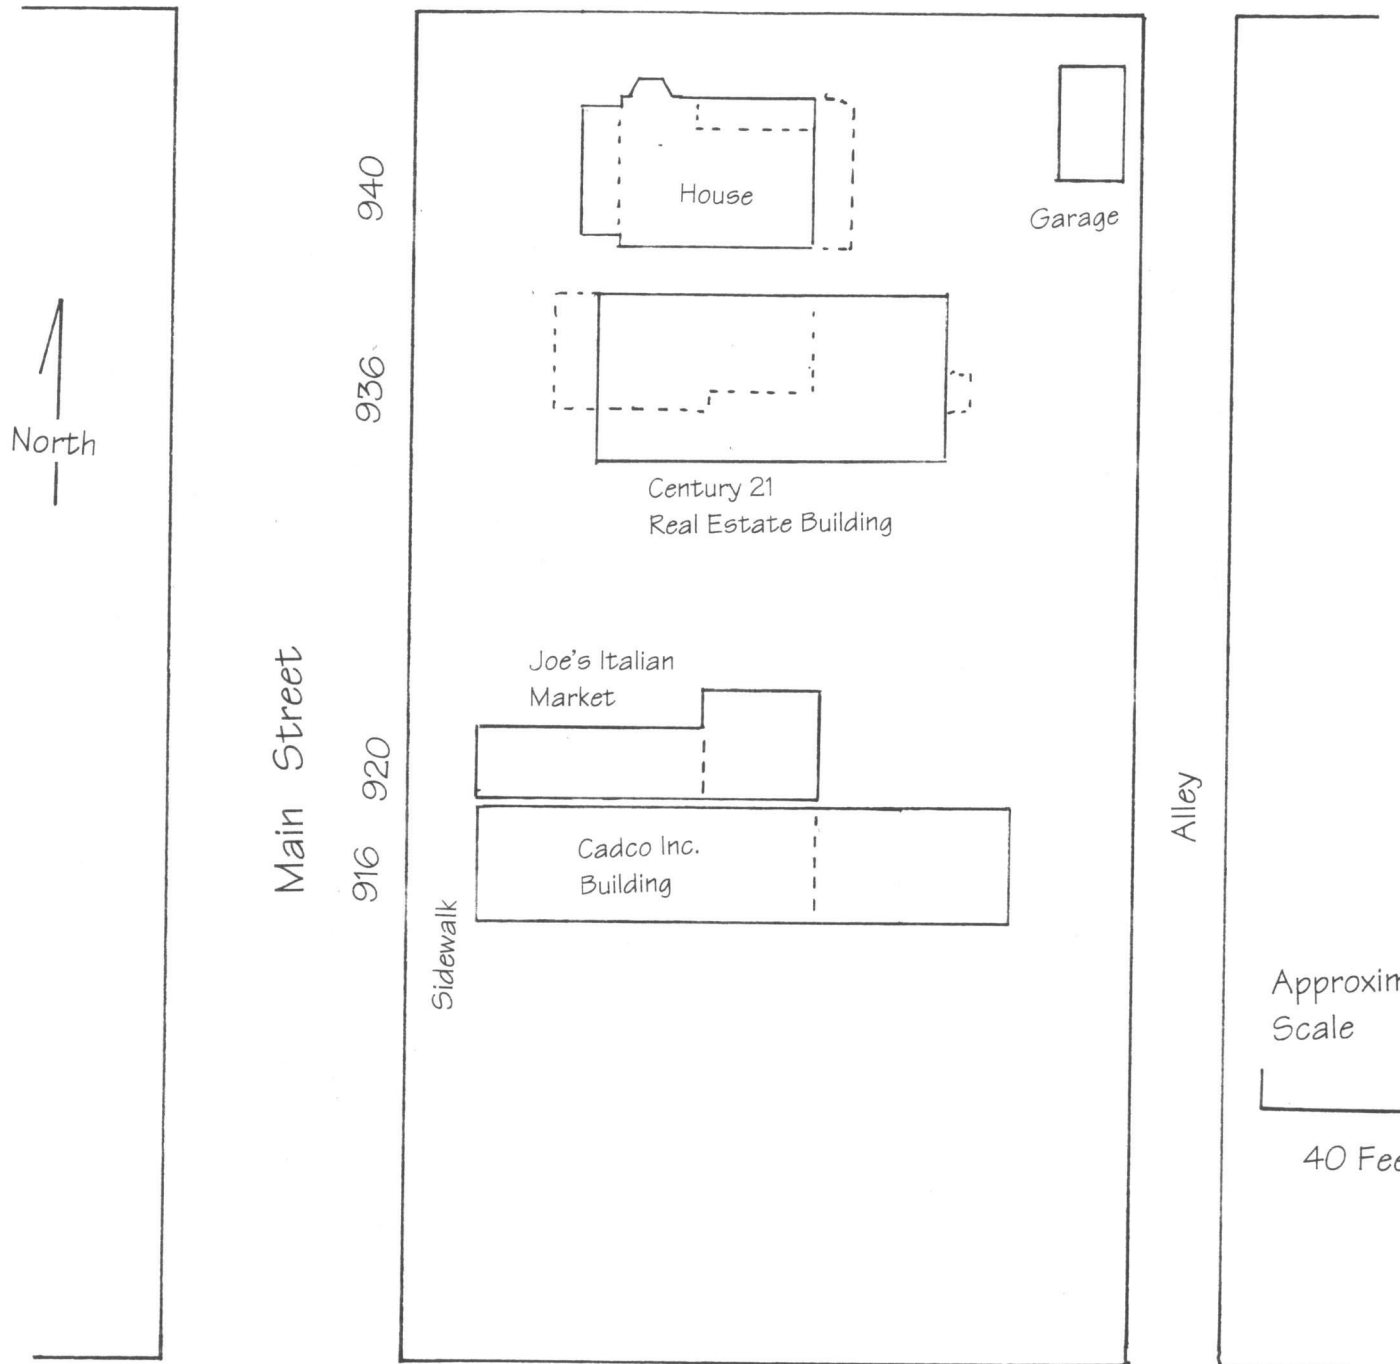 940
House
Garage
936
North
Century 21
Real Estate Building
Joe's Italian
Market
Main Street
920
916
Cadco Inc.
Building
Alley
Sidewalk
Scale
40